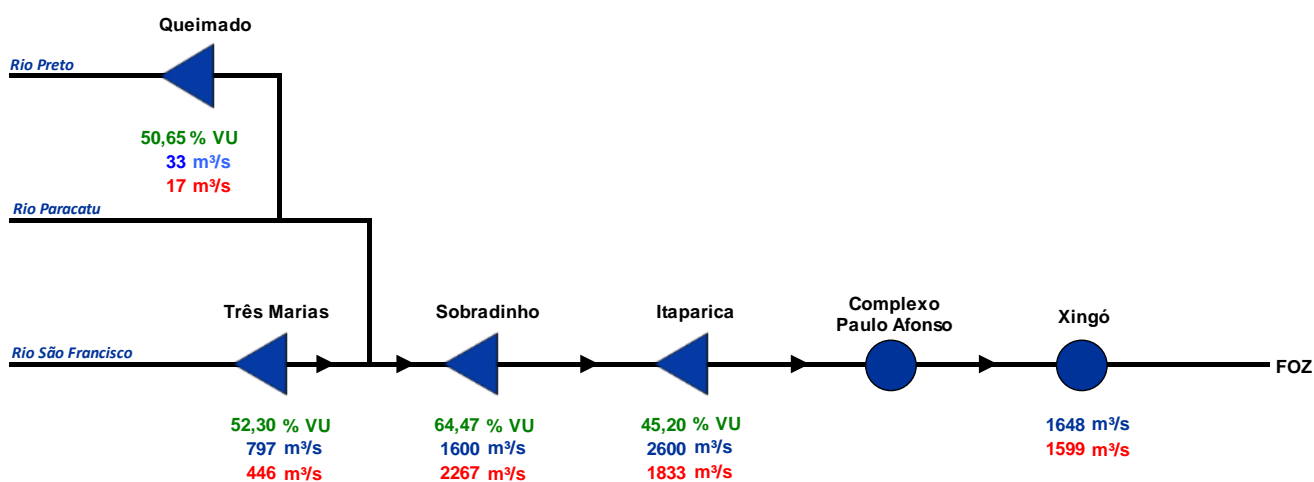 Queimado
Rio Preto
50,65 % VU
33 m³/s
17 m³/s
Rio Paracatu
Três Marias
Sobradinho
Itaparica
Complexo
Paulo Afonso
Xingó
Rio São Francisco
FOZ
52,30 % VU
797 m³/s
446 m³/s
64,47 % VU
1600 m³/s
2267 m³/s
45,20 % VU
2600 m³/s
1833 m³/s
1648 m³/s
1599 m³/s